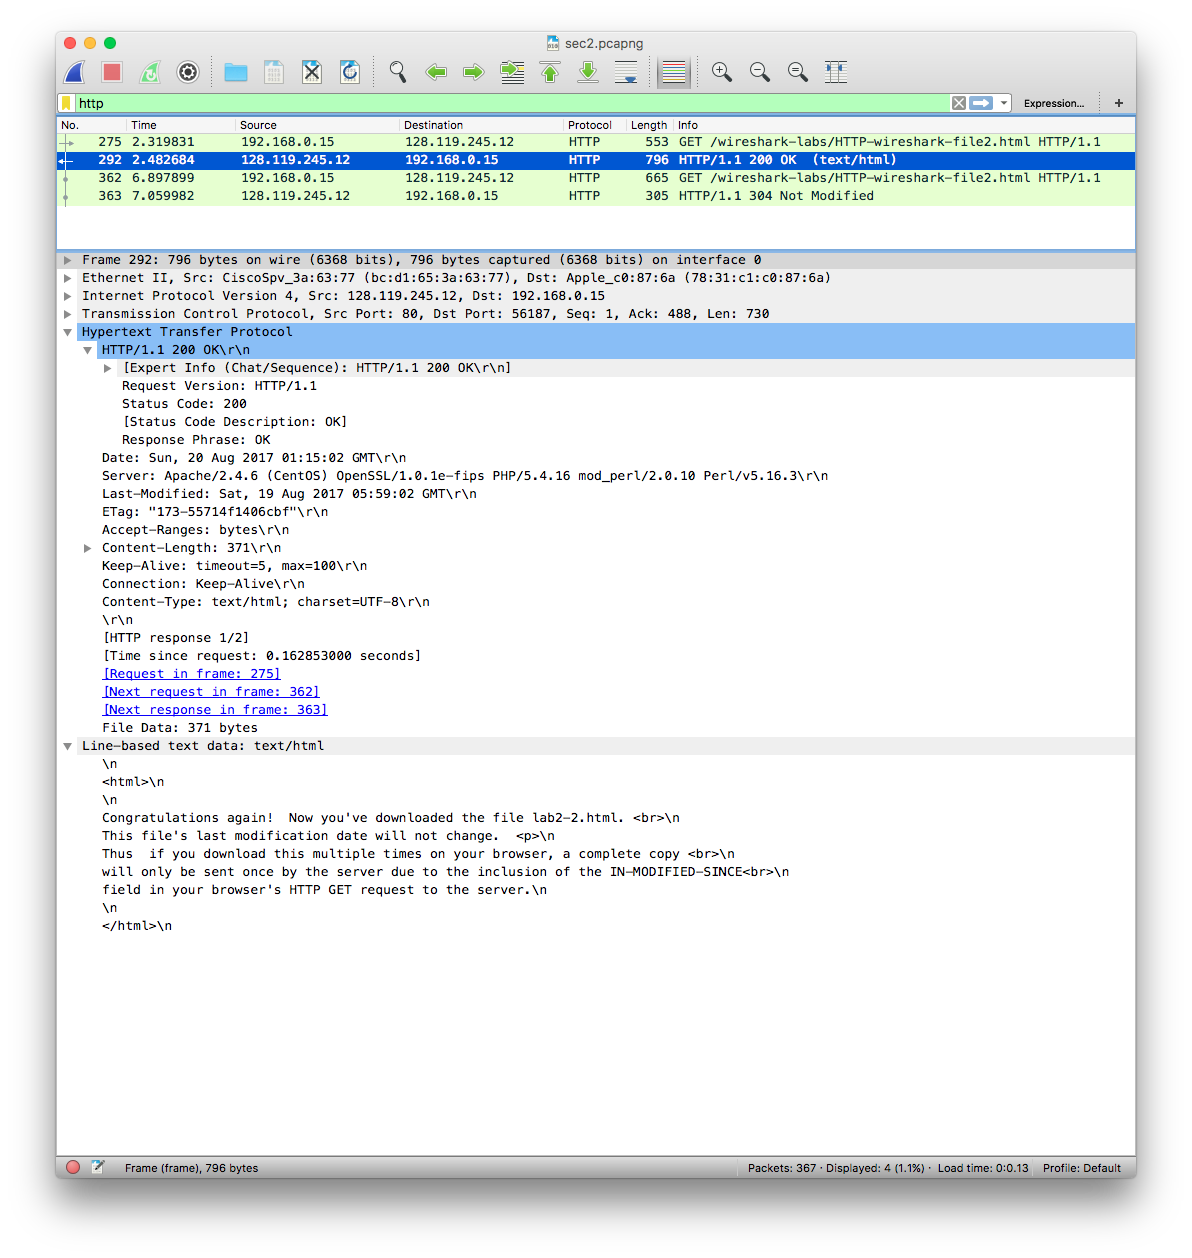 sec2.pcapng
http
Expression...
+
No. Time Source Destination Protocol Length Info
275 2.319831 192.168.0.15 128.119.245.12 HTTP 553 GET /wireshark-labs/HTTP-wireshark-file2.html HTTP/1.1
292 2.482684 128.119.245.12 192.168.0.15 HTTP 796 HTTP/1.1 200 OK  (text/html)
362 6.897899 192.168.0.15 128.119.245.12 HTTP 665 GET /wireshark-labs/HTTP-wireshark-file2.html HTTP/1.1
363 7.059982 128.119.245.12 192.168.0.15 HTTP 305 HTTP/1.1 304 Not Modified
Frame 292: 796 bytes on wire (6368 bits), 796 bytes captured (6368 bits) on interface 0
Ethernet II, Src: CiscoSpv_3a:63:77 (bc:d1:65:3a:63:77), Dst: Apple_c0:87:6a (78:31:c1:c0:87:6a)
Internet Protocol Version 4, Src: 128.119.245.12, Dst: 192.168.0.15
Transmission Control Protocol, Src Port: 80, Dst Port: 56187, Seq: 1, Ack: 488, Len: 730
Hypertext Transfer Protocol
HTTP/1.1 200 OK\r\n
[Expert Info (Chat/Sequence): HTTP/1.1 200 OK\r\n]
Request Version: HTTP/1.1
Status Code: 200
[Status Code Description: OK]
Response Phrase: OK
Date: Sun, 20 Aug 2017 01:15:02 GMT\r\n
Server: Apache/2.4.6 (CentOS) OpenSSL/1.0.1e-fips PHP/5.4.16 mod_perl/2.0.10 Perl/v5.16.3\r\n
Last-Modified: Sat, 19 Aug 2017 05:59:02 GMT\r\n
ETag: "173-55714f1406cbf"\r\n
Accept-Ranges: bytes\r\n
Content-Length: 371\r\n
Keep-Alive: timeout=5, max=100\r\n
Connection: Keep-Alive\r\n
Content-Type: text/html; charset=UTF-8\r\n
\r\n
[HTTP response 1/2]
[Time since request: 0.162853000 seconds]
[Request in frame: 275]
[Next request in frame: 362]
[Next response in frame: 363]
File Data: 371 bytes
Line-based text data: text/html
\n
<html>\n
\n
Congratulations again!  Now you've downloaded the file lab2-2.html. <br>\n
This file's last modification date will not change.  <p>\n
Thus  if you download this multiple times on your browser, a complete copy <br>\n
will only be sent once by the server due to the inclusion of the IN-MODIFIED-SINCE<br>\n
field in your browser's HTTP GET request to the server.\n
\n
</html>\n
Frame (frame), 796 bytes
Packets: 367 · Displayed: 4 (1.1%) · Load time: 0:0.13
Profile: Default